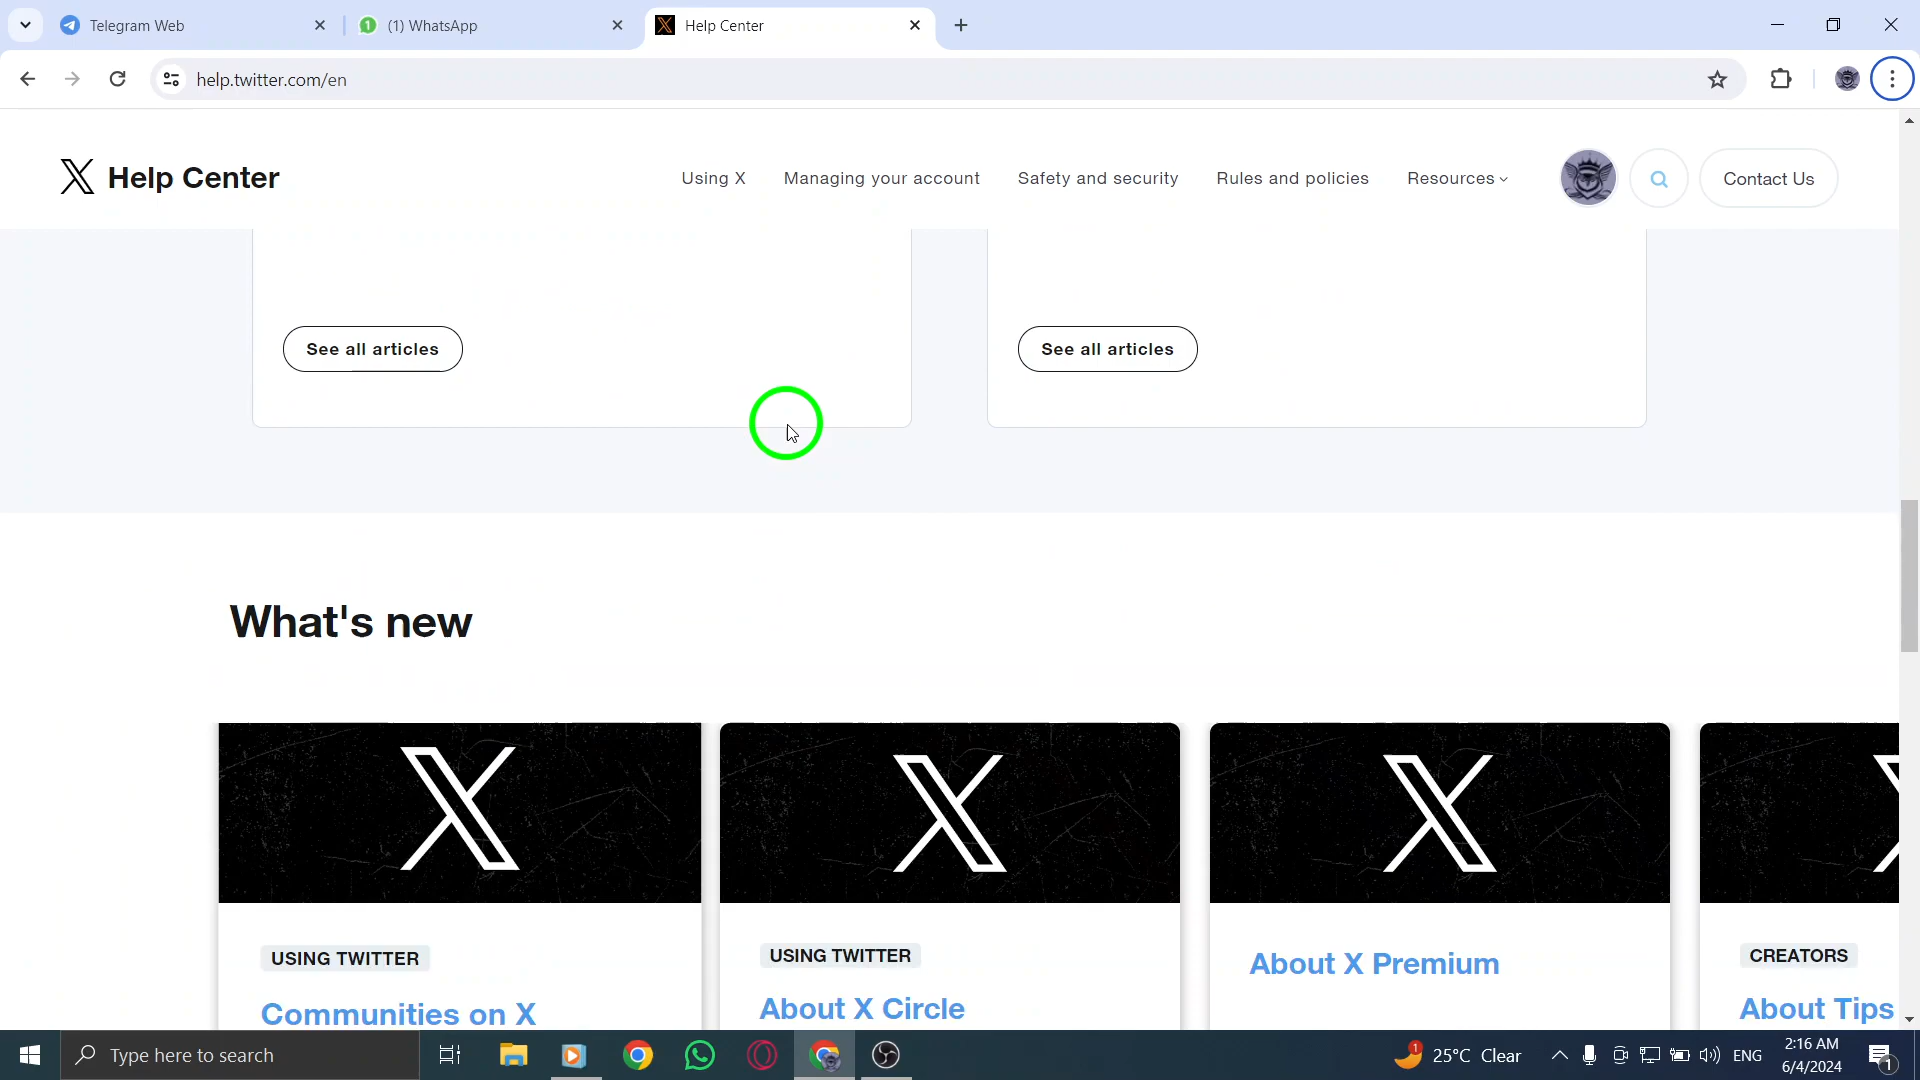 Telegram Web
1
(1) WhatsApp
Help Center
help.twitter.com/en
Help Center
Using X
Managing your account
Safety and security
Rules and policies
Resources
Contact Us
See all articles
See all articles
What's new
USING TWITTER
Communities on X
USING TWITTER
About X Circle
About X Premium
CREATORS
About Tips
Type here to search
1
25°C Clear
ENG
2:16 AM
6/4/2024
1